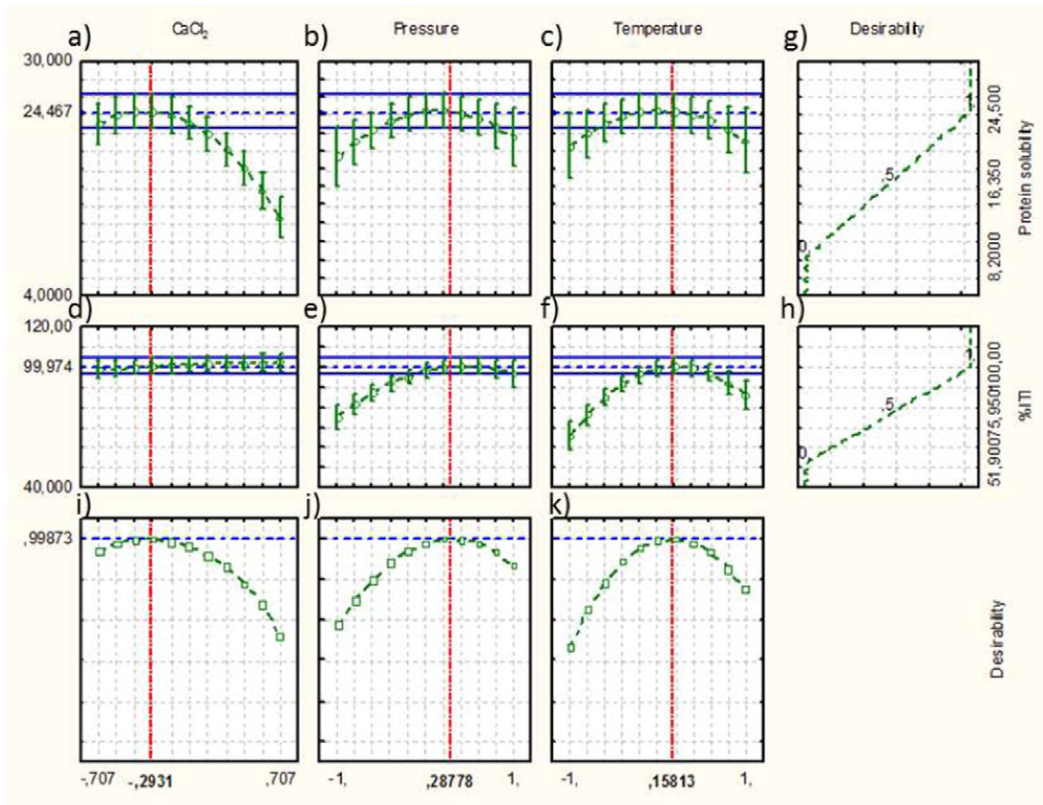 a) CaCl₂ b) Pressure c) Temperature g) Desirability
30,000
24,467
4,0000
1
,5
0
24,500
16,350
8,2000
Protein solubility
d) e) f) h)
120,00
99,974
40,000
1
,5
0
100,00
75,950
51,900
%ITI
i) j) k)
,99873
Desirability
-,707 -,2931 ,707 -1, ,28778 1, -1, ,15813 1,